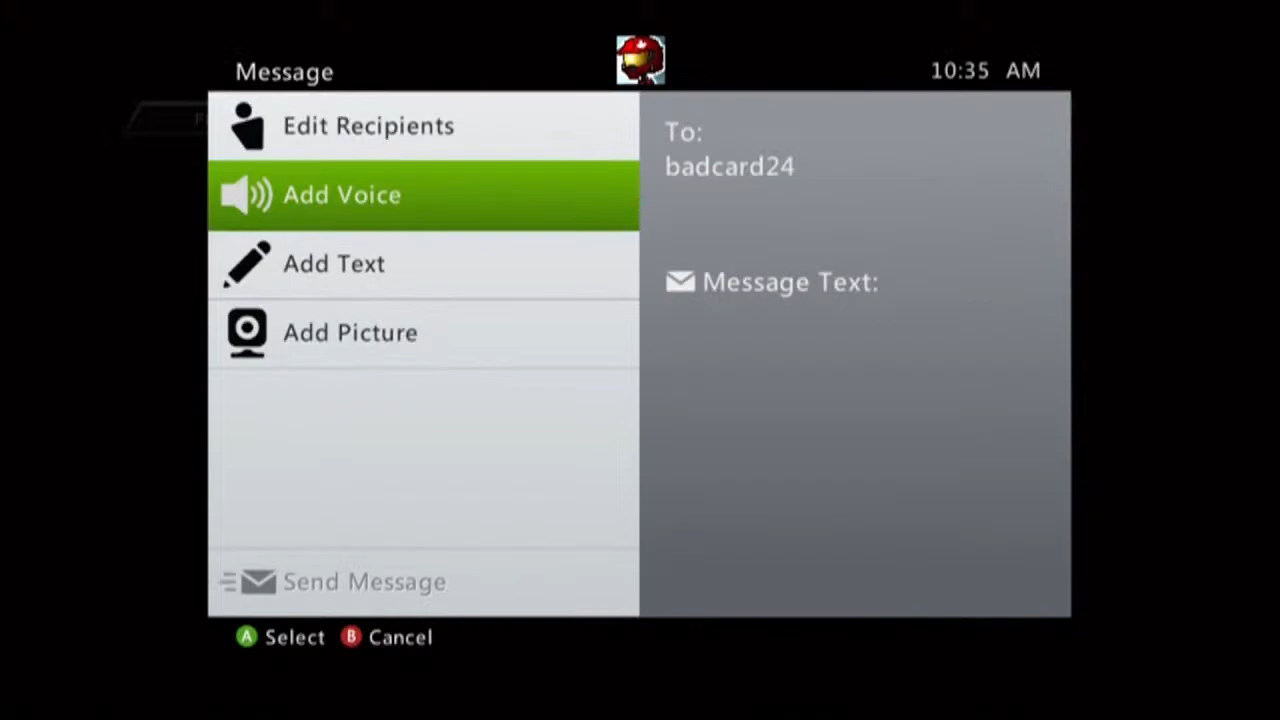 Message
10:35 AM
Edit Recipients
Add Voice
Add Text
Add Picture
Send Message
To:
badcard24
Message Text:
A Select B Cancel